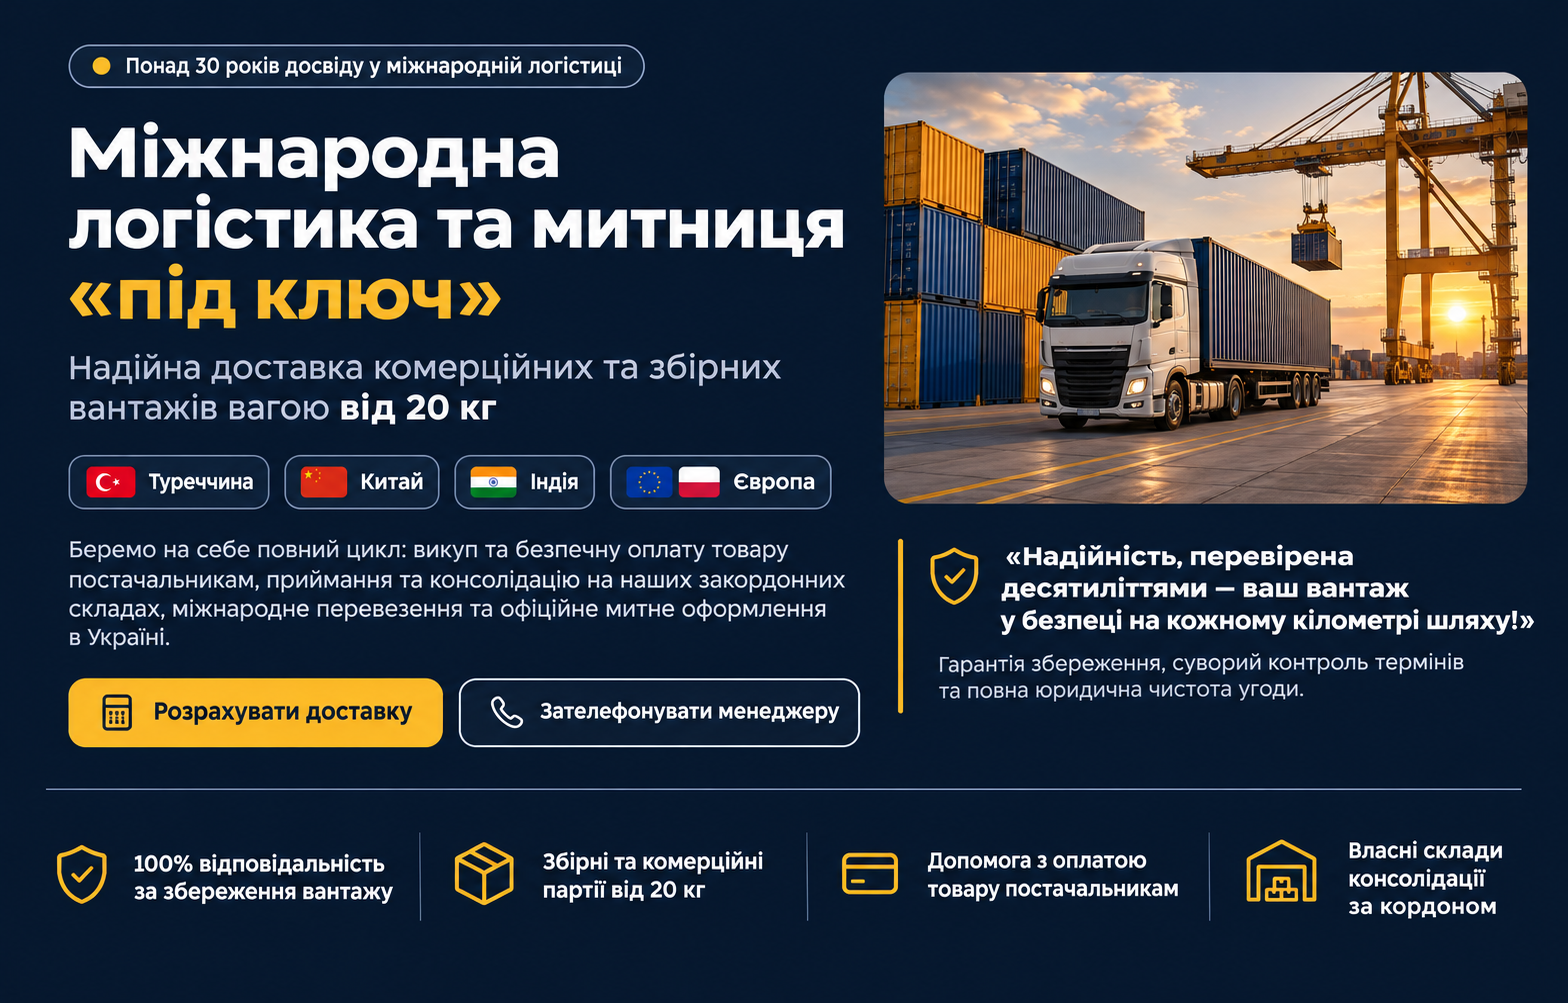 Понад 30 років досвіду у міжнародній логістиці
Міжнародна
логістика та митниця
«під ключ»
Надійна доставка комерційних та збірних
вантажів вагою від 20 кг
Туреччина
Китай
Індія
Європа
Беремо на себе повний цикл: викуп та безпечну оплату товару
постачальникам, приймання та консолідацію на наших закордонних
складах, міжнародне перевезення та офіційне митне оформлення
в Україні.
Розрахувати доставку
Зателефонувати менеджеру
«Надійність, перевірена
десятиліттями — ваш вантаж
у безпеці на кожному кілометрі шляху!»
Гарантія збереження, суворий контроль термінів
та повна юридична чистота угоди.
100% відповідальність
за збереження вантажу
Збірні та комерційні
партії від 20 кг
Допомога з оплатою
товару постачальникам
Власні склади
консолідації
за кордоном